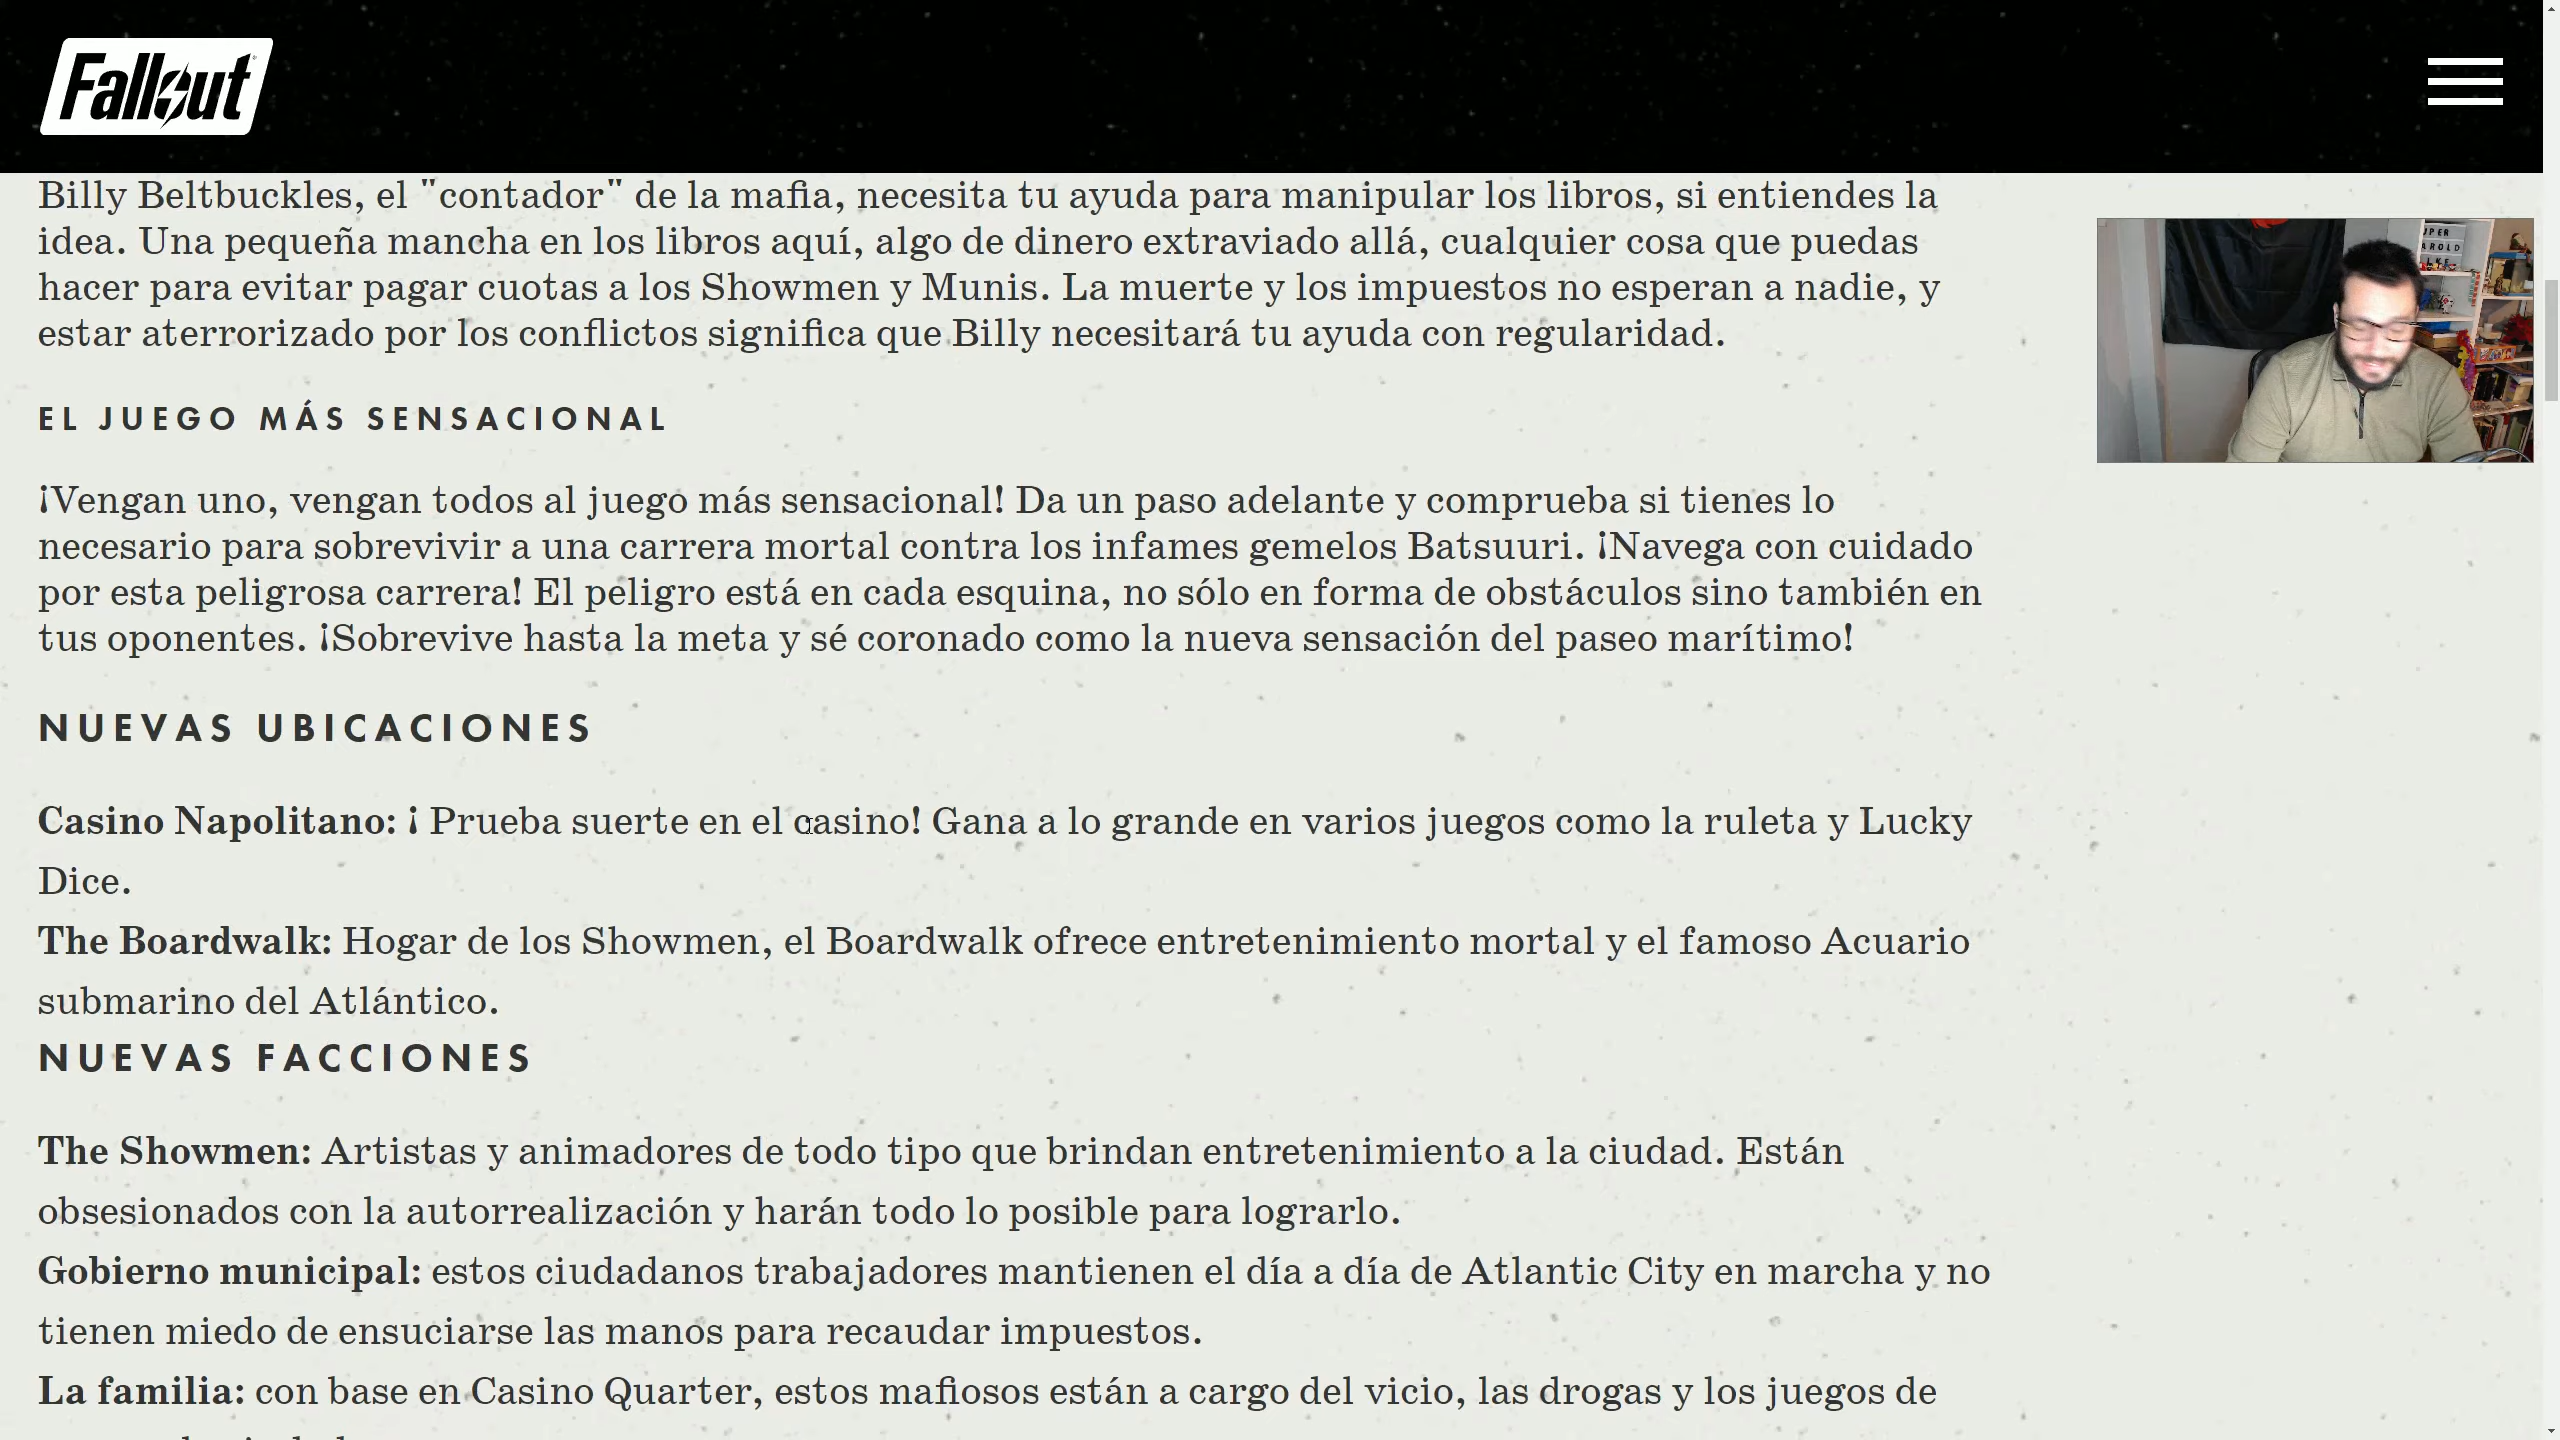 Fallout
Billy Beltbuckles, el "contador" de la mafia, necesita tu ayuda para manipular los libros, si entiendes la
idea. Una pequeña mancha en los libros aquí, algo de dinero extraviado allá, cualquier cosa que puedas
hacer para evitar pagar cuotas a los Showmen y Munis. La muerte y los impuestos no esperan a nadie, y
estar aterrorizado por los conflictos significa que Billy necesitará tu ayuda con regularidad.
EL JUEGO MÁS SENSACIONAL
¡Vengan uno, vengan todos al juego más sensacional! Da un paso adelante y comprueba si tienes lo
necesario para sobrevivir a una carrera mortal contra los infames gemelos Batsuuri. ¡Navega con cuidado
por esta peligrosa carrera! El peligro está en cada esquina, no sólo en forma de obstáculos sino también en
tus oponentes. ¡Sobrevive hasta la meta y sé coronado como la nueva sensación del paseo marítimo!
NUEVAS UBICACIONES
Casino Napolitano: ¡ Prueba suerte en el casino! Gana a lo grande en varios juegos como la ruleta y Lucky
Dice.
The Boardwalk: Hogar de los Showmen, el Boardwalk ofrece entretenimiento mortal y el famoso Acuario
submarino del Atlántico.
NUEVAS FACCIONES
The Showmen: Artistas y animadores de todo tipo que brindan entretenimiento a la ciudad. Están
obsesionados con la autorrealización y harán todo lo posible para lograrlo.
Gobierno municipal: estos ciudadanos trabajadores mantienen el día a día de Atlantic City en marcha y no
tienen miedo de ensuciarse las manos para recaudar impuestos.
La familia: con base en Casino Quarter, estos mafiosos están a cargo del vicio, las drogas y los juegos de